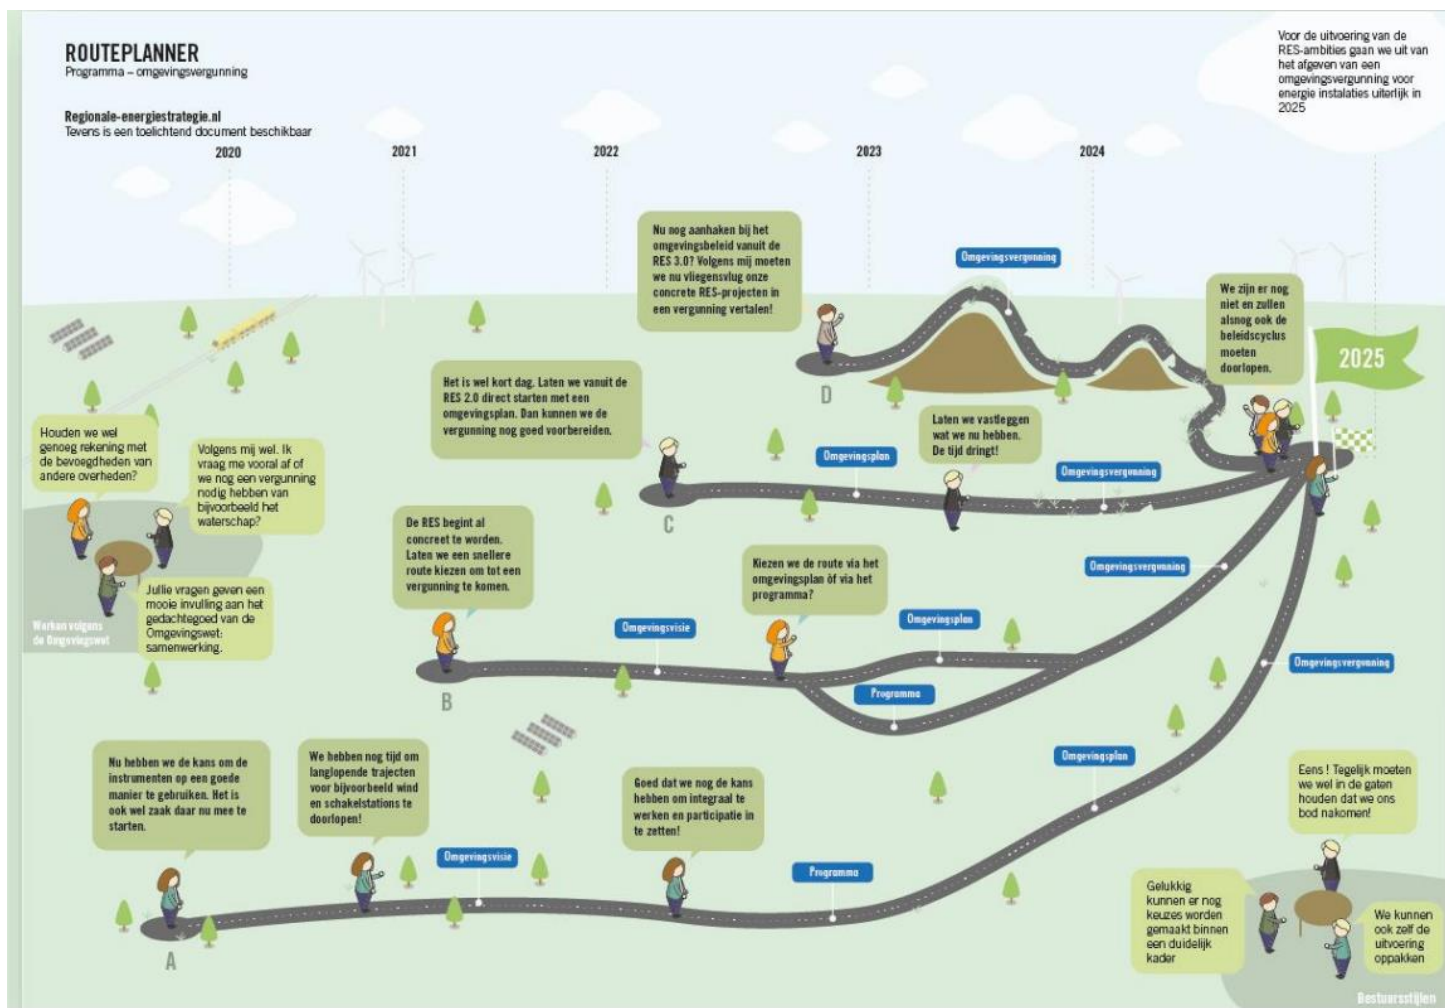 ROUTEPLANNER
Programma – omgevingsvergunning
Regionale-energiestrategie.nl
Tevens is een toelichtend document beschikbaar
Voor de uitvoering van de
RES-ambities gaan we uit van
het afgeven van een
omgevingsvergunning voor
energie instalaties uiterlijk in
2025
2020
2021
2022
2023
2024
Nu nog aanhaken bij het
omgevingsbeleid vanuit de
RES 3.0? Volgens mij moeten
we nu vliegensvlug onze
concrete RES-projecten in
een vergunning vertalen!
Omgevingsvergunning
We zijn er nog
niet en zullen
alsnog ook de
beleidscyclus
moeten
doorlopen.
2025
D
Het is wel kort dag. Laten we vanuit de
RES 2.0 direct starten met een
omgevingsplan. Dan kunnen we de
vergunning nog goed voorbereiden.
Laten we vastleggen
wat we nu hebben.
De tijd dringt!
Omgevingsplan
Omgevingsvergunning
C
Houden we wel
genoeg rekening met
de bevoegdheden van
andere overheden?
Volgens mij wel. Ik
vraag me vooral af of
we nog een vergunning
nodig hebben van
bijvoorbeeld het
waterschap?
Jullie vragen geven een
mooie invulling aan het
gedachtegoed van de
Omgevingswet:
samenwerking.
Werken volgens
de Omgevingswet
De RES begint al
concreet te worden.
Laten we een snellere
route kiezen om tot een
vergunning te komen.
Kiezen we de route via het
omgevingsplan òf via het
programma?
Omgevingsvergunning
Omgevingsvisie
Omgevingsplan
Programma
Omgevingsvergunning
B
Nu hebben we de kans om de
instrumenten op een goede
manier te gebruiken. Het is
ook wel zaak daar nu mee te
starten.
We hebben nog tijd om
langlopende trajecten
voor bijvoorbeeld wind
en schakelstations te
doorlopen!
Goed dat we nog de kans
hebben om integraal te
werken en participatie in
te zetten!
Omgevingsplan
Omgevingsvisie
Programma
A
Eens ! Tegelijk moeten
we wel in de gaten
houden dat we ons
bod nakomen!
Gelukkig
kunnen er nog
keuzes worden
gemaakt binnen
een duidelijk
kader
We kunnen
ook zelf de
uitvoering
oppakken
Bestuursstijlen